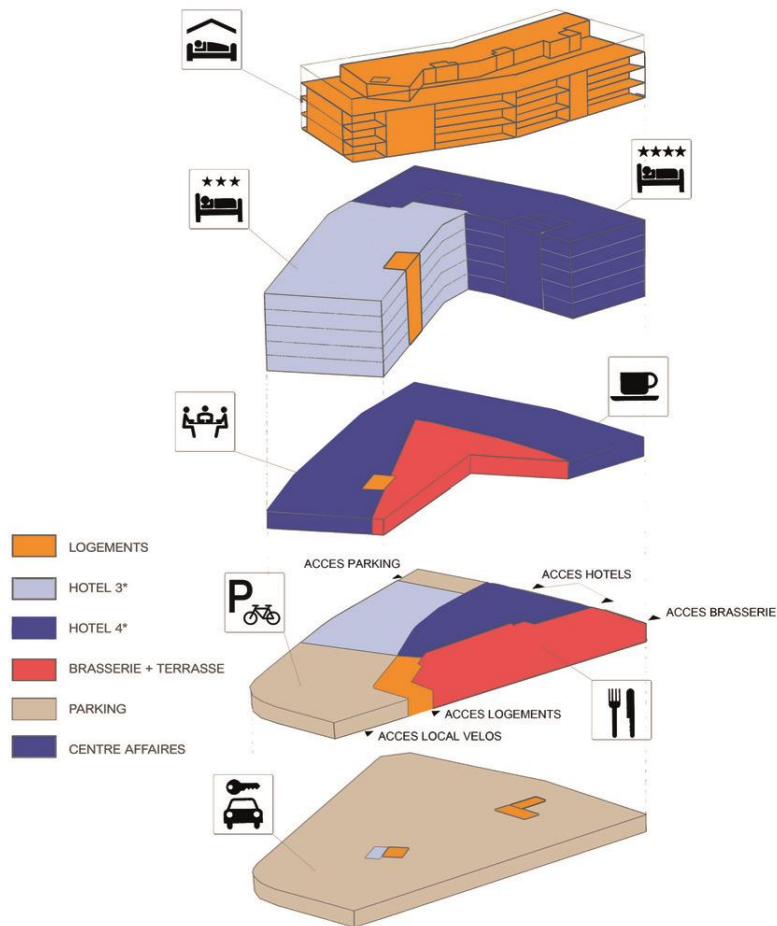 LOGEMENTS
HOTEL 3*
HOTEL 4*
BRASSERIE + TERRASSE
PARKING
CENTRE AFFAIRES
ACCES PARKING
ACCES HOTELS
ACCES BRASSERIE
P
ACCES LOGEMENTS
ACCES LOCAL VELOS